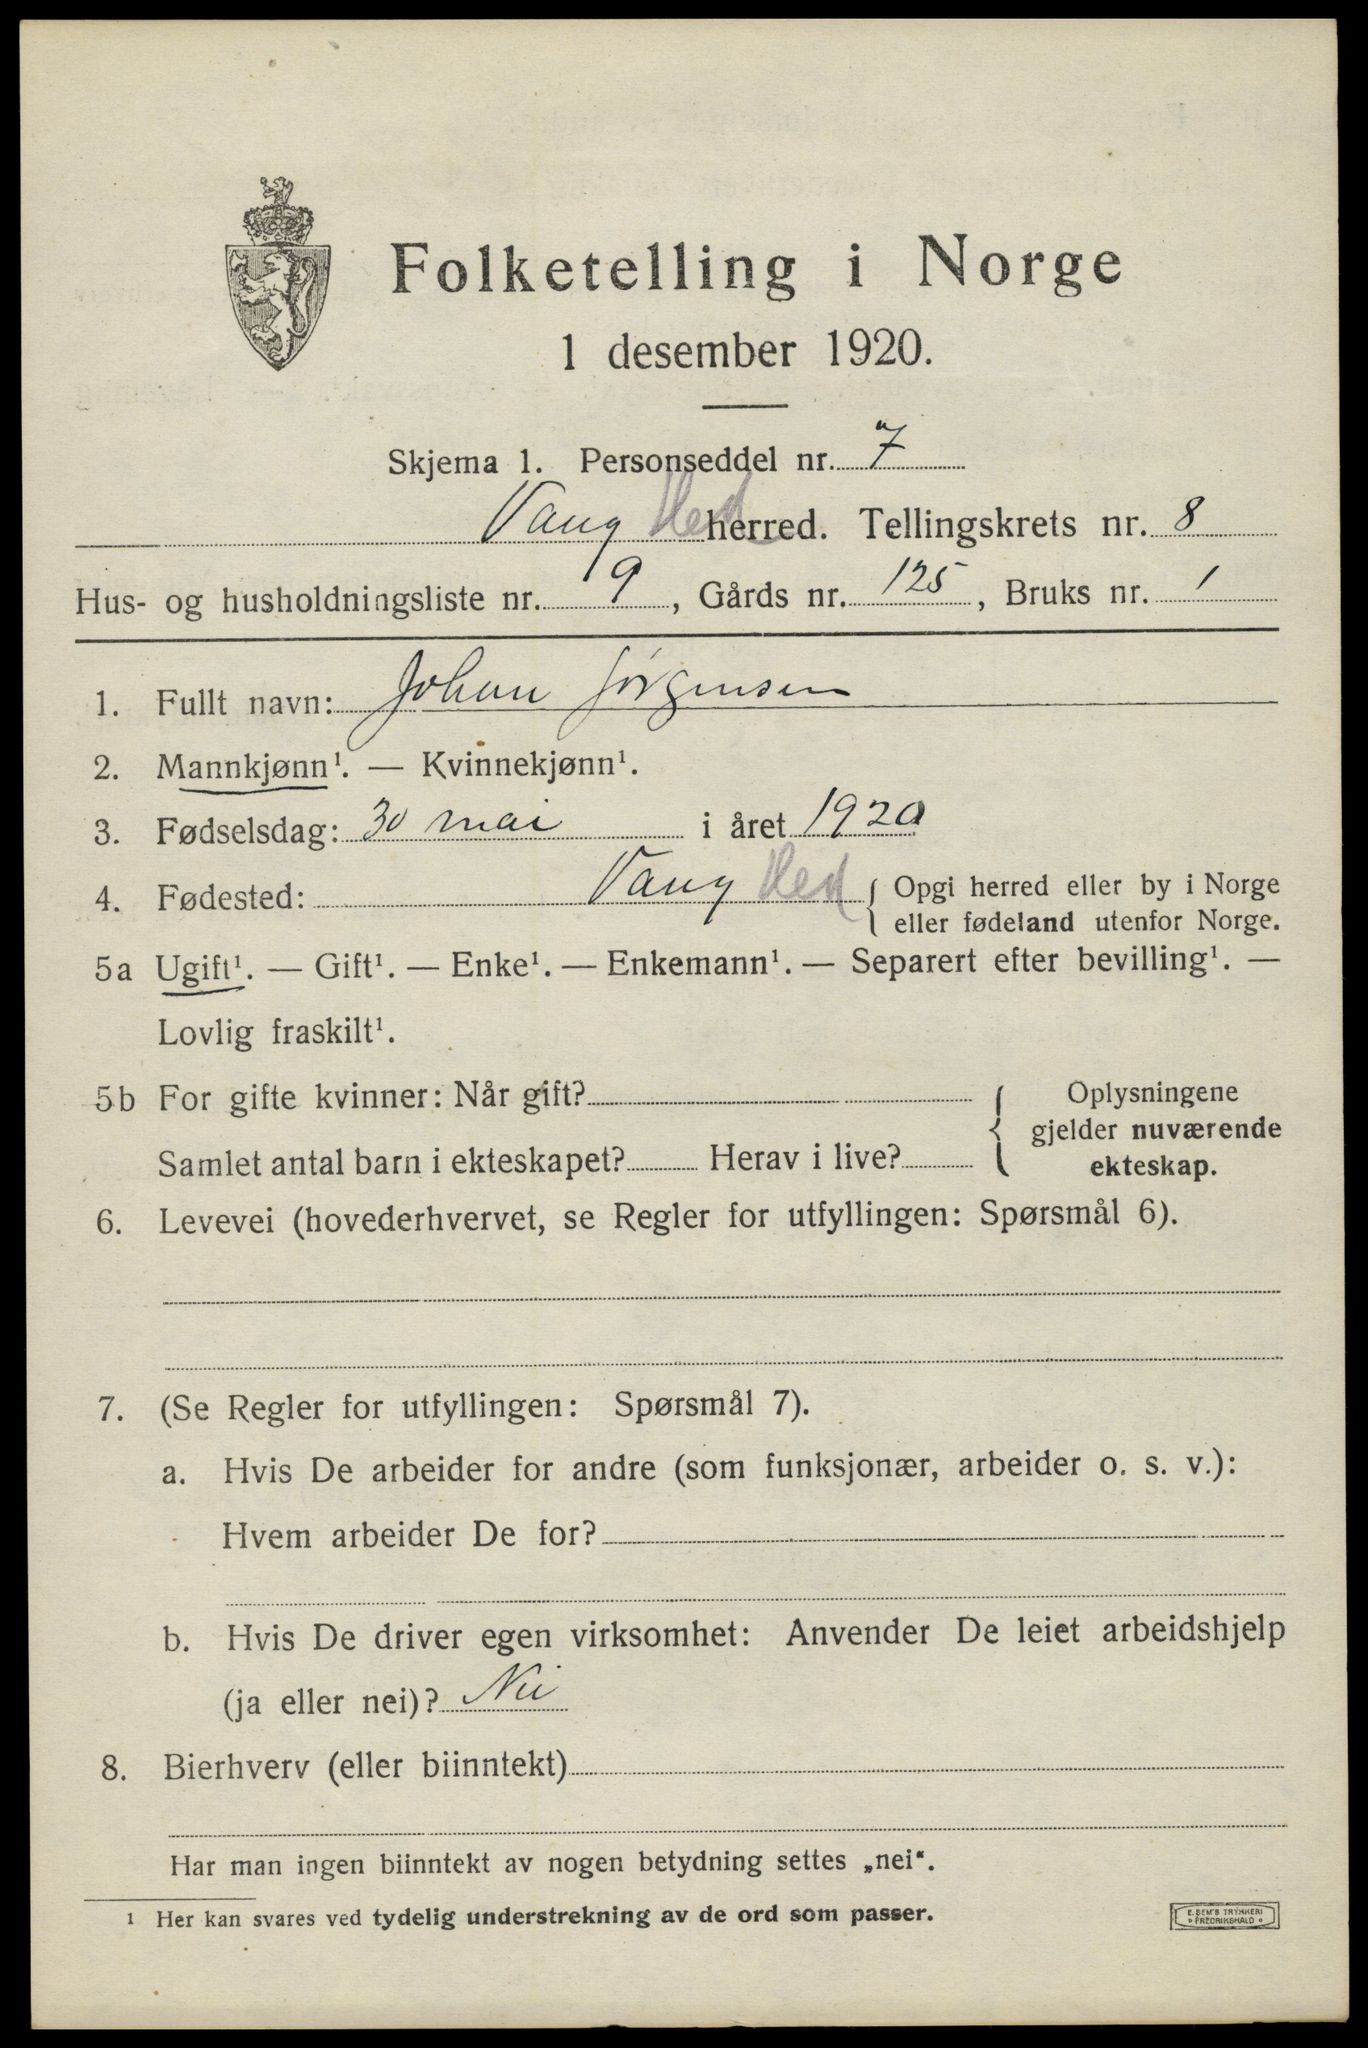 Folketelling i Norge
1 desember 1920.
Skjema 1. Personseddel nr. 7
Vang Hed herred. Tellingskrets nr. 8
Hus- og husholdningsliste nr. 9, Gårds nr. 125, Bruks nr. 1
1. Fullt navn: Johan Jörgensen
2. Mannkjønn¹. — Kvinnekjønn¹.
3. Fødselsdag: 30 mai i året 1920
4. Fødested: Vang Hed { Opgi herred eller by i Norge
eller fødeland utenfor Norge.
5a Ugift¹. — Gift¹. — Enke¹. — Enkemann¹. — Separert efter bevilling¹. —
Lovlig fraskilt¹.
5b For gifte kvinner: Når gift? { Oplysningene
gjelder nuværende
Samlet antal barn i ekteskapet? Herav i live? ekteskap.
6. Levevei (hovederhvervet, se Regler for utfyllingen: Spørsmål 6).
7. (Se Regler for utfyllingen: Spørsmål 7).
a. Hvis De arbeider for andre (som funksjonær, arbeider o. s. v.):
Hvem arbeider De for?
b. Hvis De driver egen virksomhet: Anvender De leiet arbeidshjelp
(ja eller nei)? Nei
8. Bierhverv (eller biinntekt)
Har man ingen biinntekt av nogen betydning settes „nei“.
¹ Her kan svares ved tydelig understrekning av de ord som passer.
E. SEM'S TRYKKERI
FREDRIKSHALD